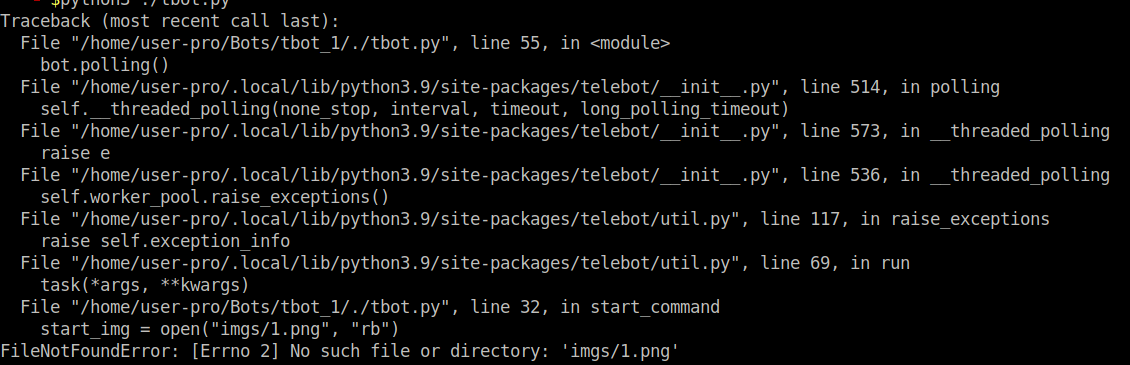 $python3 ./tbot.py
Traceback (most recent call last):
  File "/home/user-pro/Bots/tbot_1/./tbot.py", line 55, in <module>
    bot.polling()
  File "/home/user-pro/.local/lib/python3.9/site-packages/telebot/__init__.py", line 514, in polling
    self.__threaded_polling(none_stop, interval, timeout, long_polling_timeout)
  File "/home/user-pro/.local/lib/python3.9/site-packages/telebot/__init__.py", line 573, in __threaded_polling
    raise e
  File "/home/user-pro/.local/lib/python3.9/site-packages/telebot/__init__.py", line 536, in __threaded_polling
    self.worker_pool.raise_exceptions()
  File "/home/user-pro/.local/lib/python3.9/site-packages/telebot/util.py", line 117, in raise_exceptions
    raise self.exception_info
  File "/home/user-pro/.local/lib/python3.9/site-packages/telebot/util.py", line 69, in run
    task(*args, **kwargs)
  File "/home/user-pro/Bots/tbot_1/./tbot.py", line 32, in start_command
    start_img = open("imgs/1.png", "rb")
FileNotFoundError: [Errno 2] No such file or directory: 'imgs/1.png'